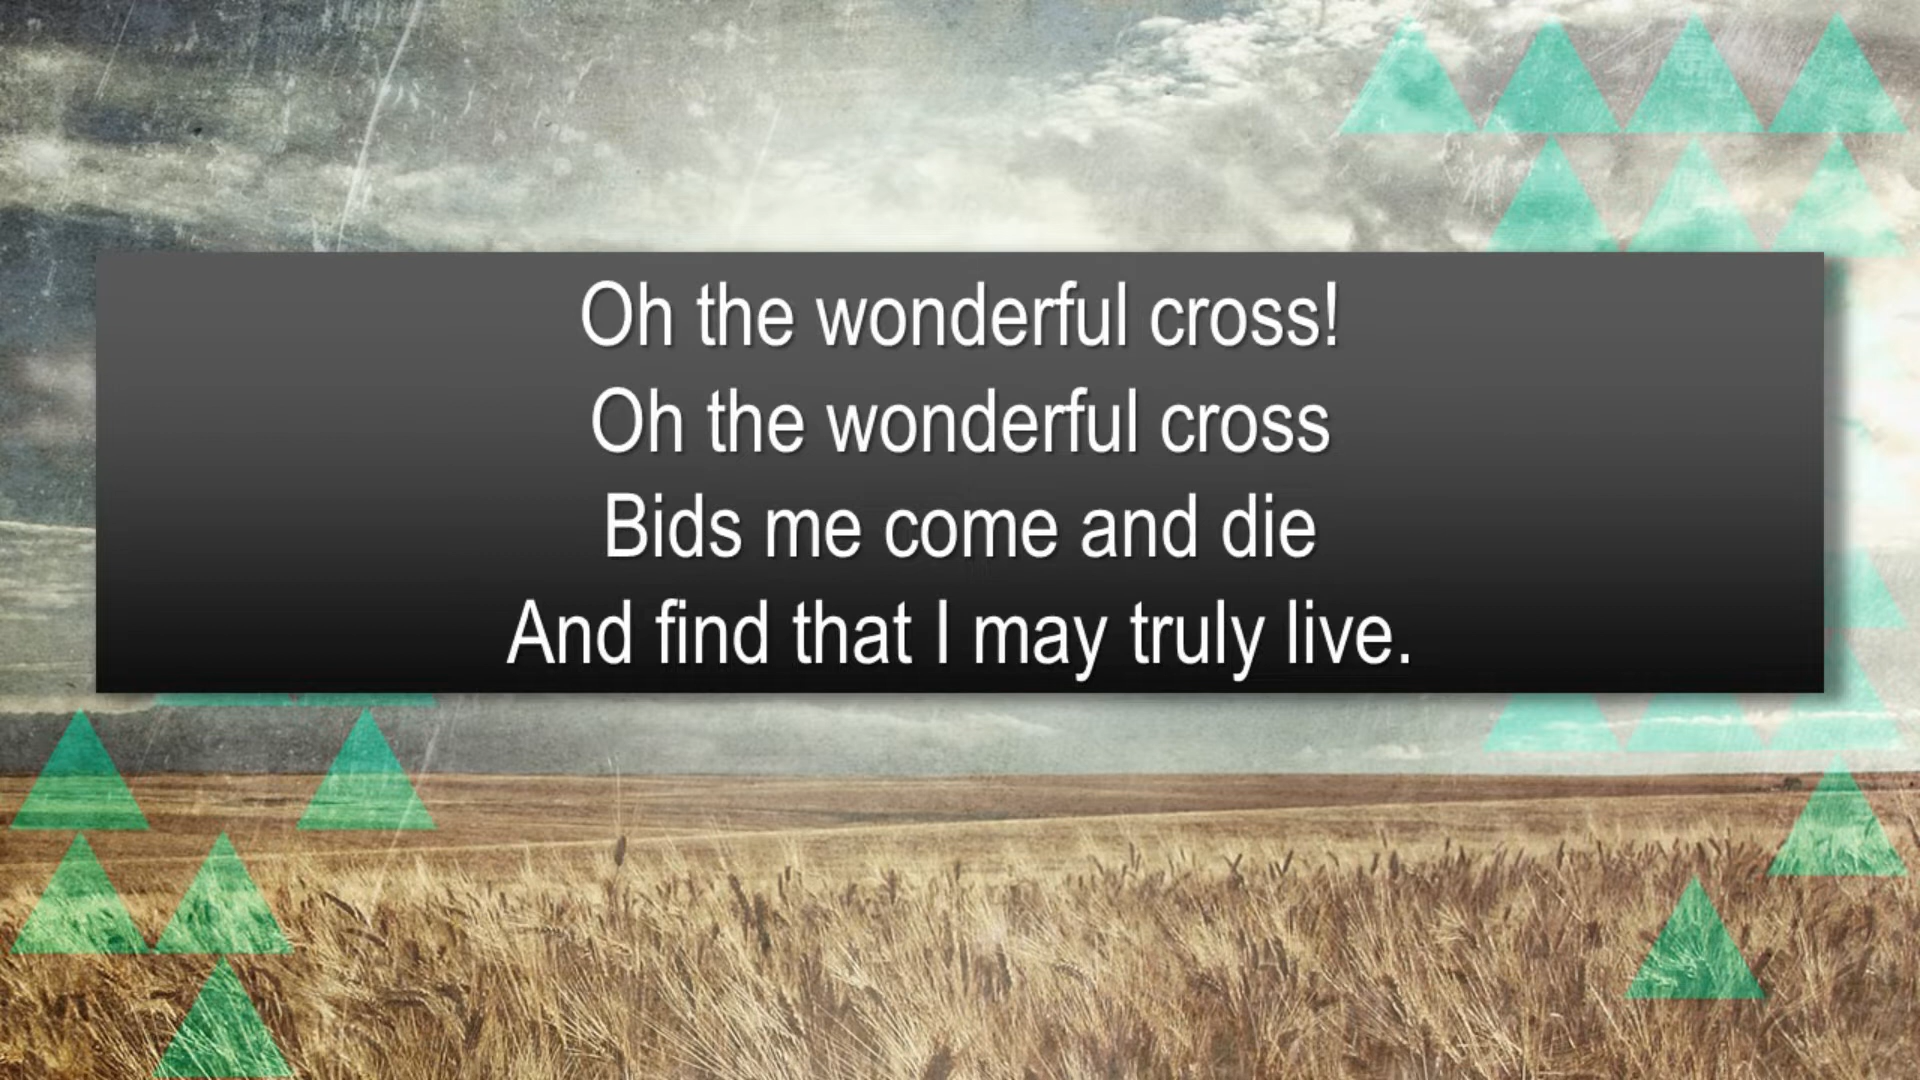 Oh the wonderful cross!
Oh the wonderful cross
Bids me come and die
And find that I may truly live.